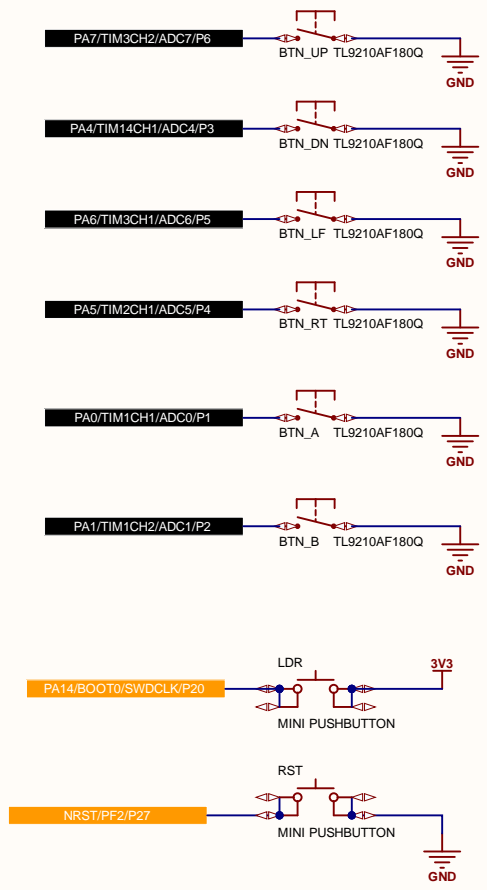 PA7/TIM3CH2/ADC7/P6
BTN_UP TL9210AF180Q
GND
PA4/TIM14CH1/ADC4/P3
BTN_DN TL9210AF180Q
GND
PA6/TIM3CH1/ADC6/P5
BTN_LF TL9210AF180Q
GND
PA5/TIM2CH1/ADC5/P4
BTN_RT TL9210AF180Q
GND
PA0/TIM1CH1/ADC0/P1
BTN_A TL9210AF180Q
GND
PA1/TIM1CH2/ADC1/P2
BTN_B TL9210AF180Q
GND
LDR
3V3
PA14/BOOT0/SWDCLK/P20
MINI PUSHBUTTON
RST
NRST/PF2/P27
MINI PUSHBUTTON
GND